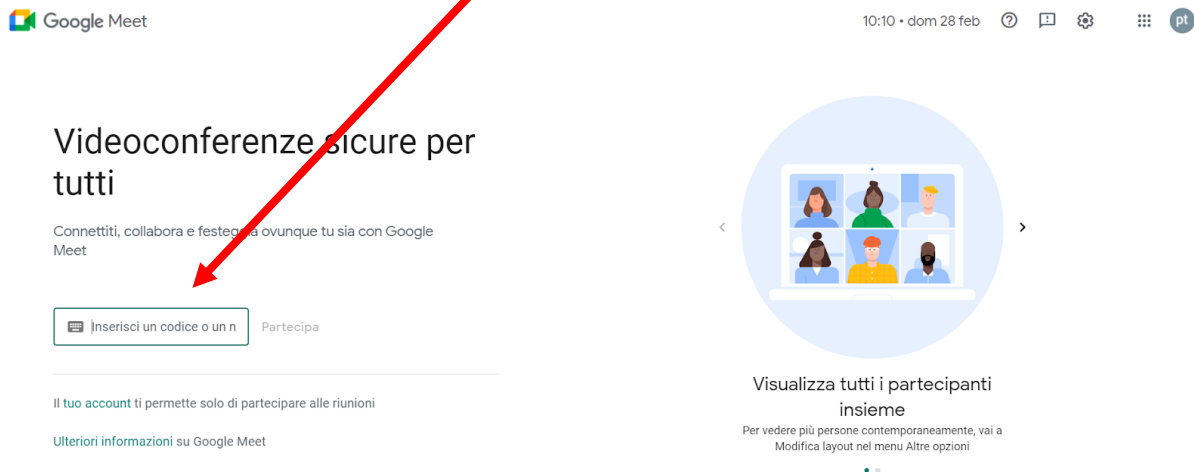 Google Meet
10:10 • dom 28 feb
pt
Videoconferenze sicure per
tutti
Connettiti, collabora e festeggia ovunque tu sia con Google
Meet
Inserisci un codice o un n
Partecipa
Il tuo account ti permette solo di partecipare alle riunioni
Ulteriori informazioni su Google Meet
Visualizza tutti i partecipanti
insieme
Per vedere più persone contemporaneamente, vai a
Modifica layout nel menu Altre opzioni